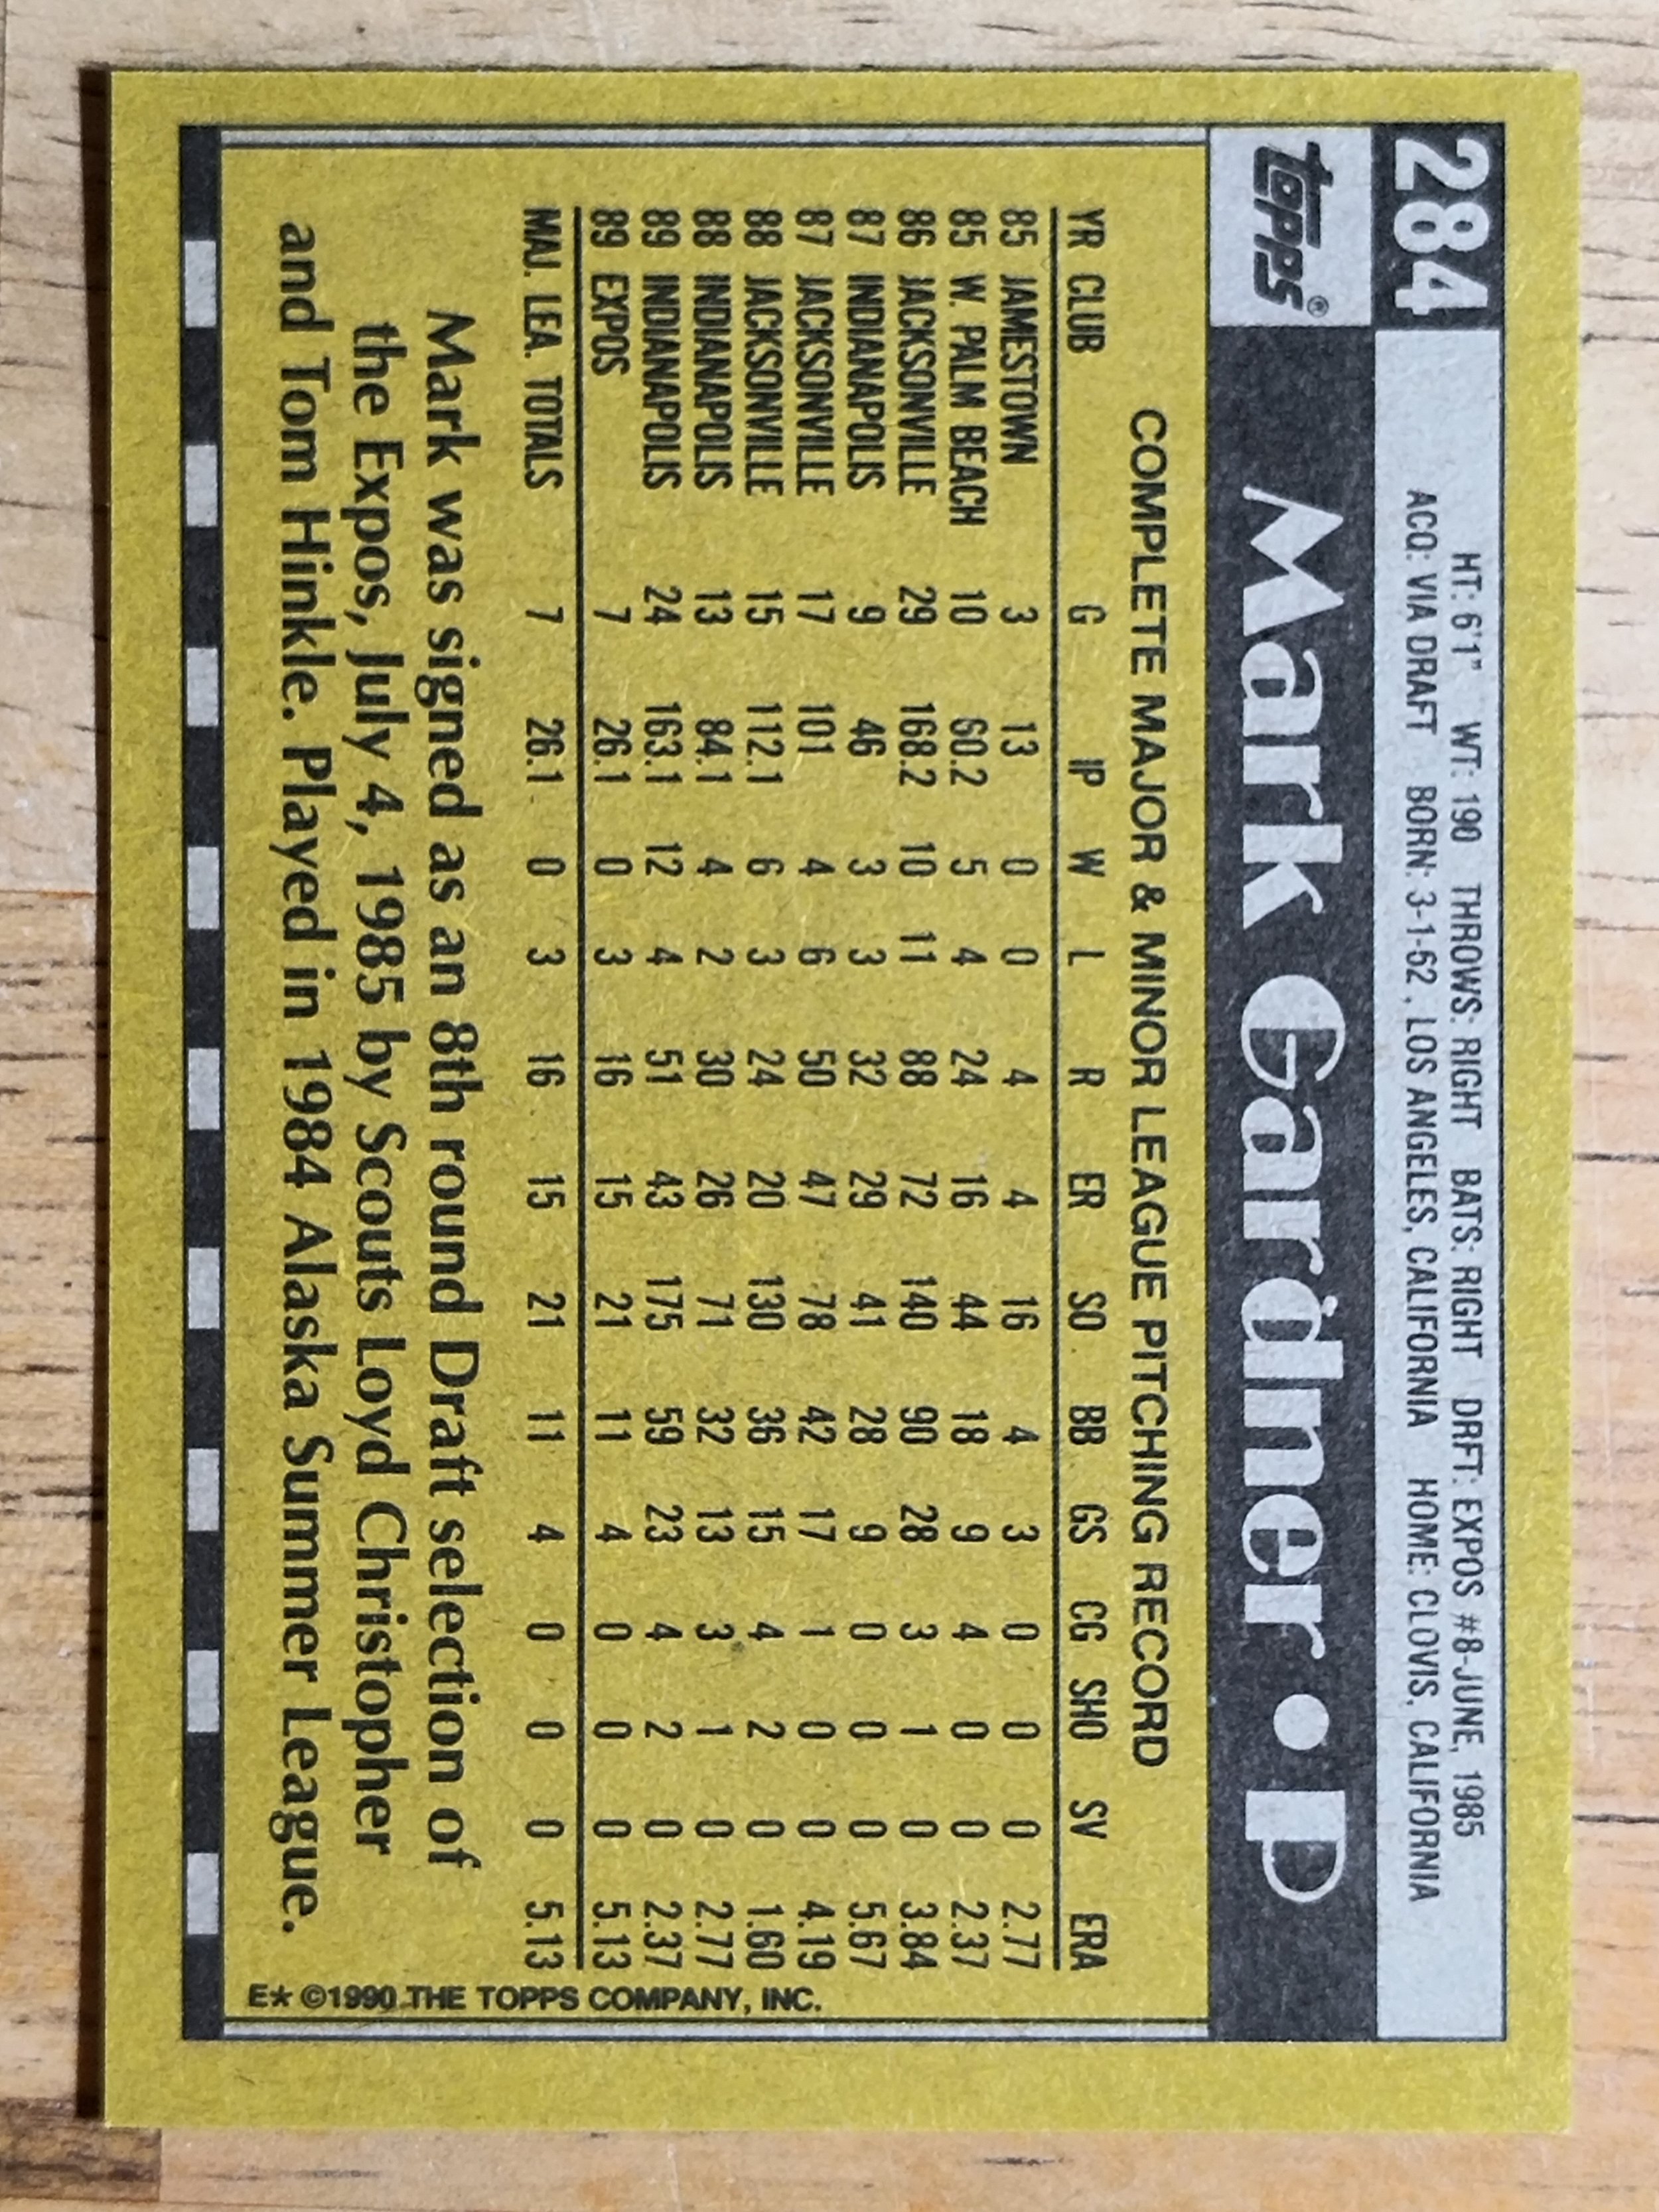 284
HT: 6'1" WT: 190 THROWS: RIGHT BATS: RIGHT DRFT: EXPOS #8-JUNE, 1985
ACQ: VIA DRAFT BORN: 3-1-62, LOS ANGELES, CALIFORNIA HOME: CLOVIS, CALIFORNIA
topps® Mark Gardner • P
COMPLETE MAJOR & MINOR LEAGUE PITCHING RECORD
YR CLUB G IP W L R ER SO BB GS CG SHO SV ERA
85 JAMESTOWN 3 13 0 0 4 4 16 4 3 0 0 0 2.77
85 W. PALM BEACH 10 60.2 5 4 24 16 44 18 9 4 0 0 2.37
86 JACKSONVILLE 29 168.2 10 11 88 72 140 90 28 3 1 0 3.84
87 INDIANAPOLIS 9 46 3 3 32 29 41 28 9 0 0 0 5.67
87 JACKSONVILLE 17 101 4 6 50 47 78 42 17 1 0 0 4.19
88 JACKSONVILLE 15 112.1 6 3 24 20 130 36 15 4 2 0 1.60
88 INDIANAPOLIS 13 84.1 4 2 30 26 71 32 13 3 1 0 2.77
89 INDIANAPOLIS 24 163.1 12 4 51 43 175 59 23 4 2 0 2.37
89 EXPOS 7 26.1 0 3 16 15 21 11 4 0 0 0 5.13
MAJ. LEA. TOTALS 7 26.1 0 3 16 15 21 11 4 0 0 0 5.13
Mark was signed as an 8th round Draft selection of
the Expos, July 4, 1985 by Scouts Loyd Christopher
and Tom Hinkle. Played in 1984 Alaska Summer League.
E* ©1990 THE TOPPS COMPANY, INC.